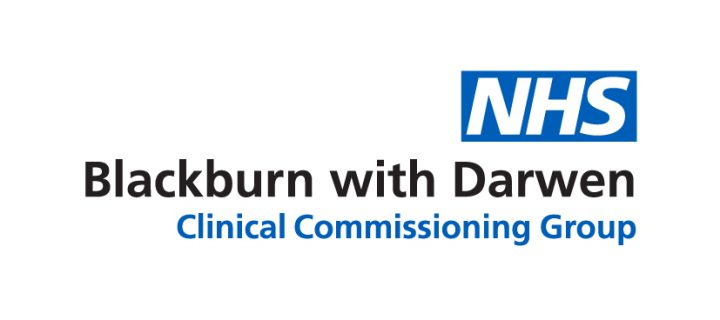 NHS
Blackburn with Darwen
Clinical Commissioning Group